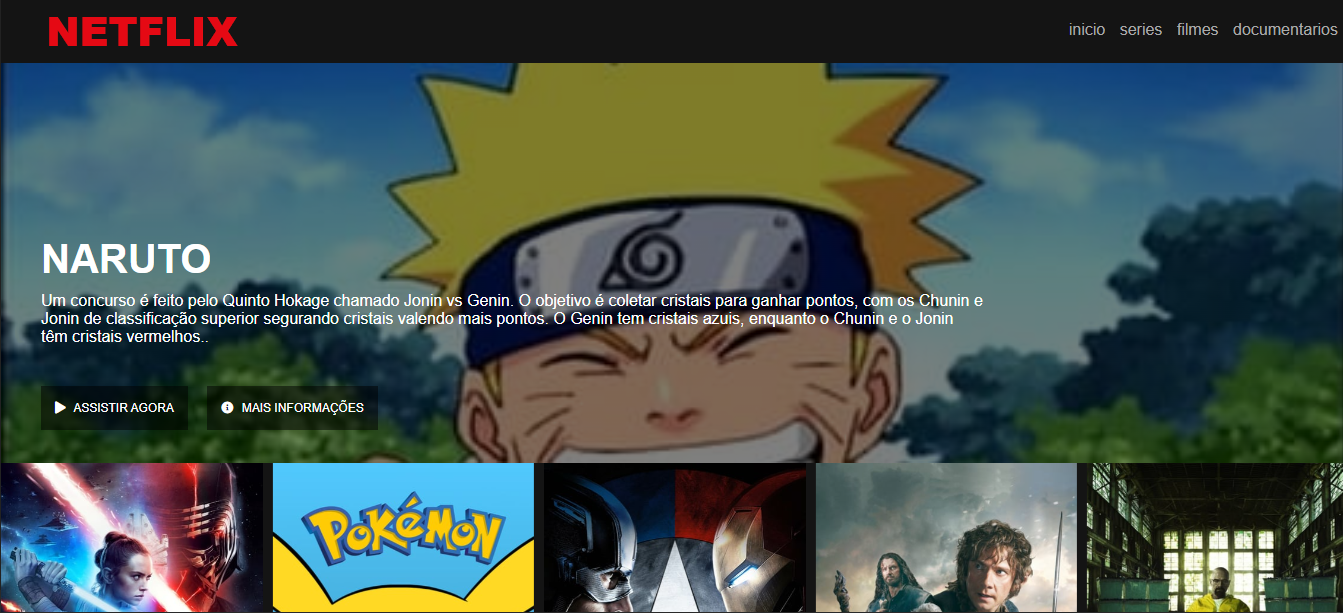 NETFLIX
inicio series filmes documentarios
NARUTO
Um concurso é feito pelo Quinto Hokage chamado Jonin vs Genin. O objetivo é coletar cristais para ganhar pontos, com os Chunin e
Jonin de classificação superior segurando cristais valendo mais pontos. O Genin tem cristais azuis, enquanto o Chunin e o Jonin
têm cristais vermelhos..
ASSISTIR AGORA
MAIS INFORMAÇÕES
POKéMON